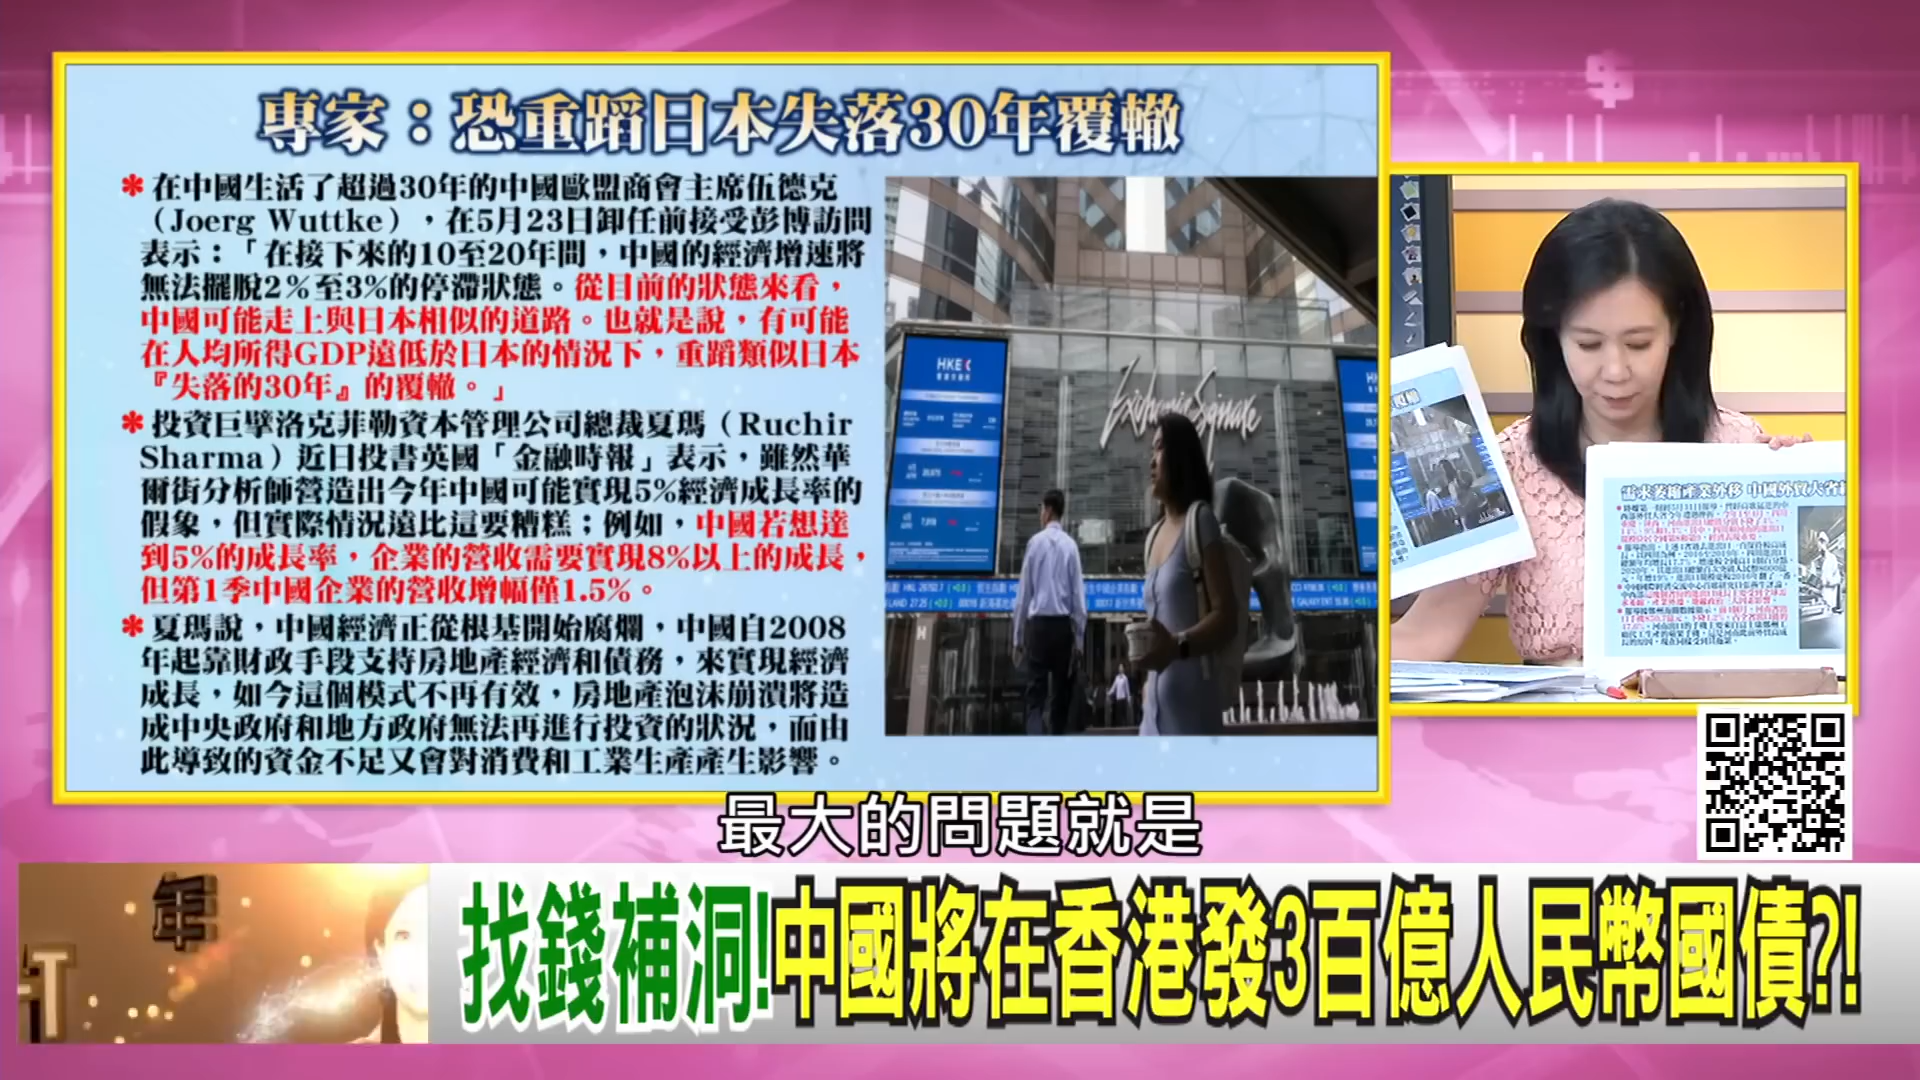 專家：恐重蹈日本失落30年覆轍
* 在中國生活了超過30年的中國歐盟商會主席伍德克
（Joerg Wuttke），在5月23日卸任前接受彭博訪問
表示：「在接下來的10至20年間，中國的經濟增速將
無法擺脫2%至3%的停滯狀態。從目前的狀態來看，
中國可能走上與日本相似的道路。也就是說，有可能
在人均所得GDP遠低於日本的情況下，重蹈類似日本
『失落的30年』的覆轍。」
* 投資巨擘洛克菲勒資本管理公司總裁夏瑪（Ruchir
Sharma）近日投書英國「金融時報」表示，雖然華
爾街分析師營造出今年中國可能實現5%經濟成長率的
假象，但實際情況遠比這要糟糕；例如，中國若想達
到5%的成長率，企業的營收需要實現8%以上的成長，
但第1季中國企業的營收增幅僅1.5%。
* 夏瑪說，中國經濟正從根基開始腐爛，中國自2008
年起靠財政手段支持房地產經濟和債務，來實現經濟
成長，如今這個模式不再有效，房地產泡沫崩潰將造
成中央政府和地方政府無法再進行投資的狀況，而由
此導致的資金不足又會對消費和工業生產產生影響。
HKEX
Exchange Square
需求萎縮產業外移 中國外貿大省
最大的問題就是
年
找錢補洞!中國將在香港發3百億人民幣國債?!